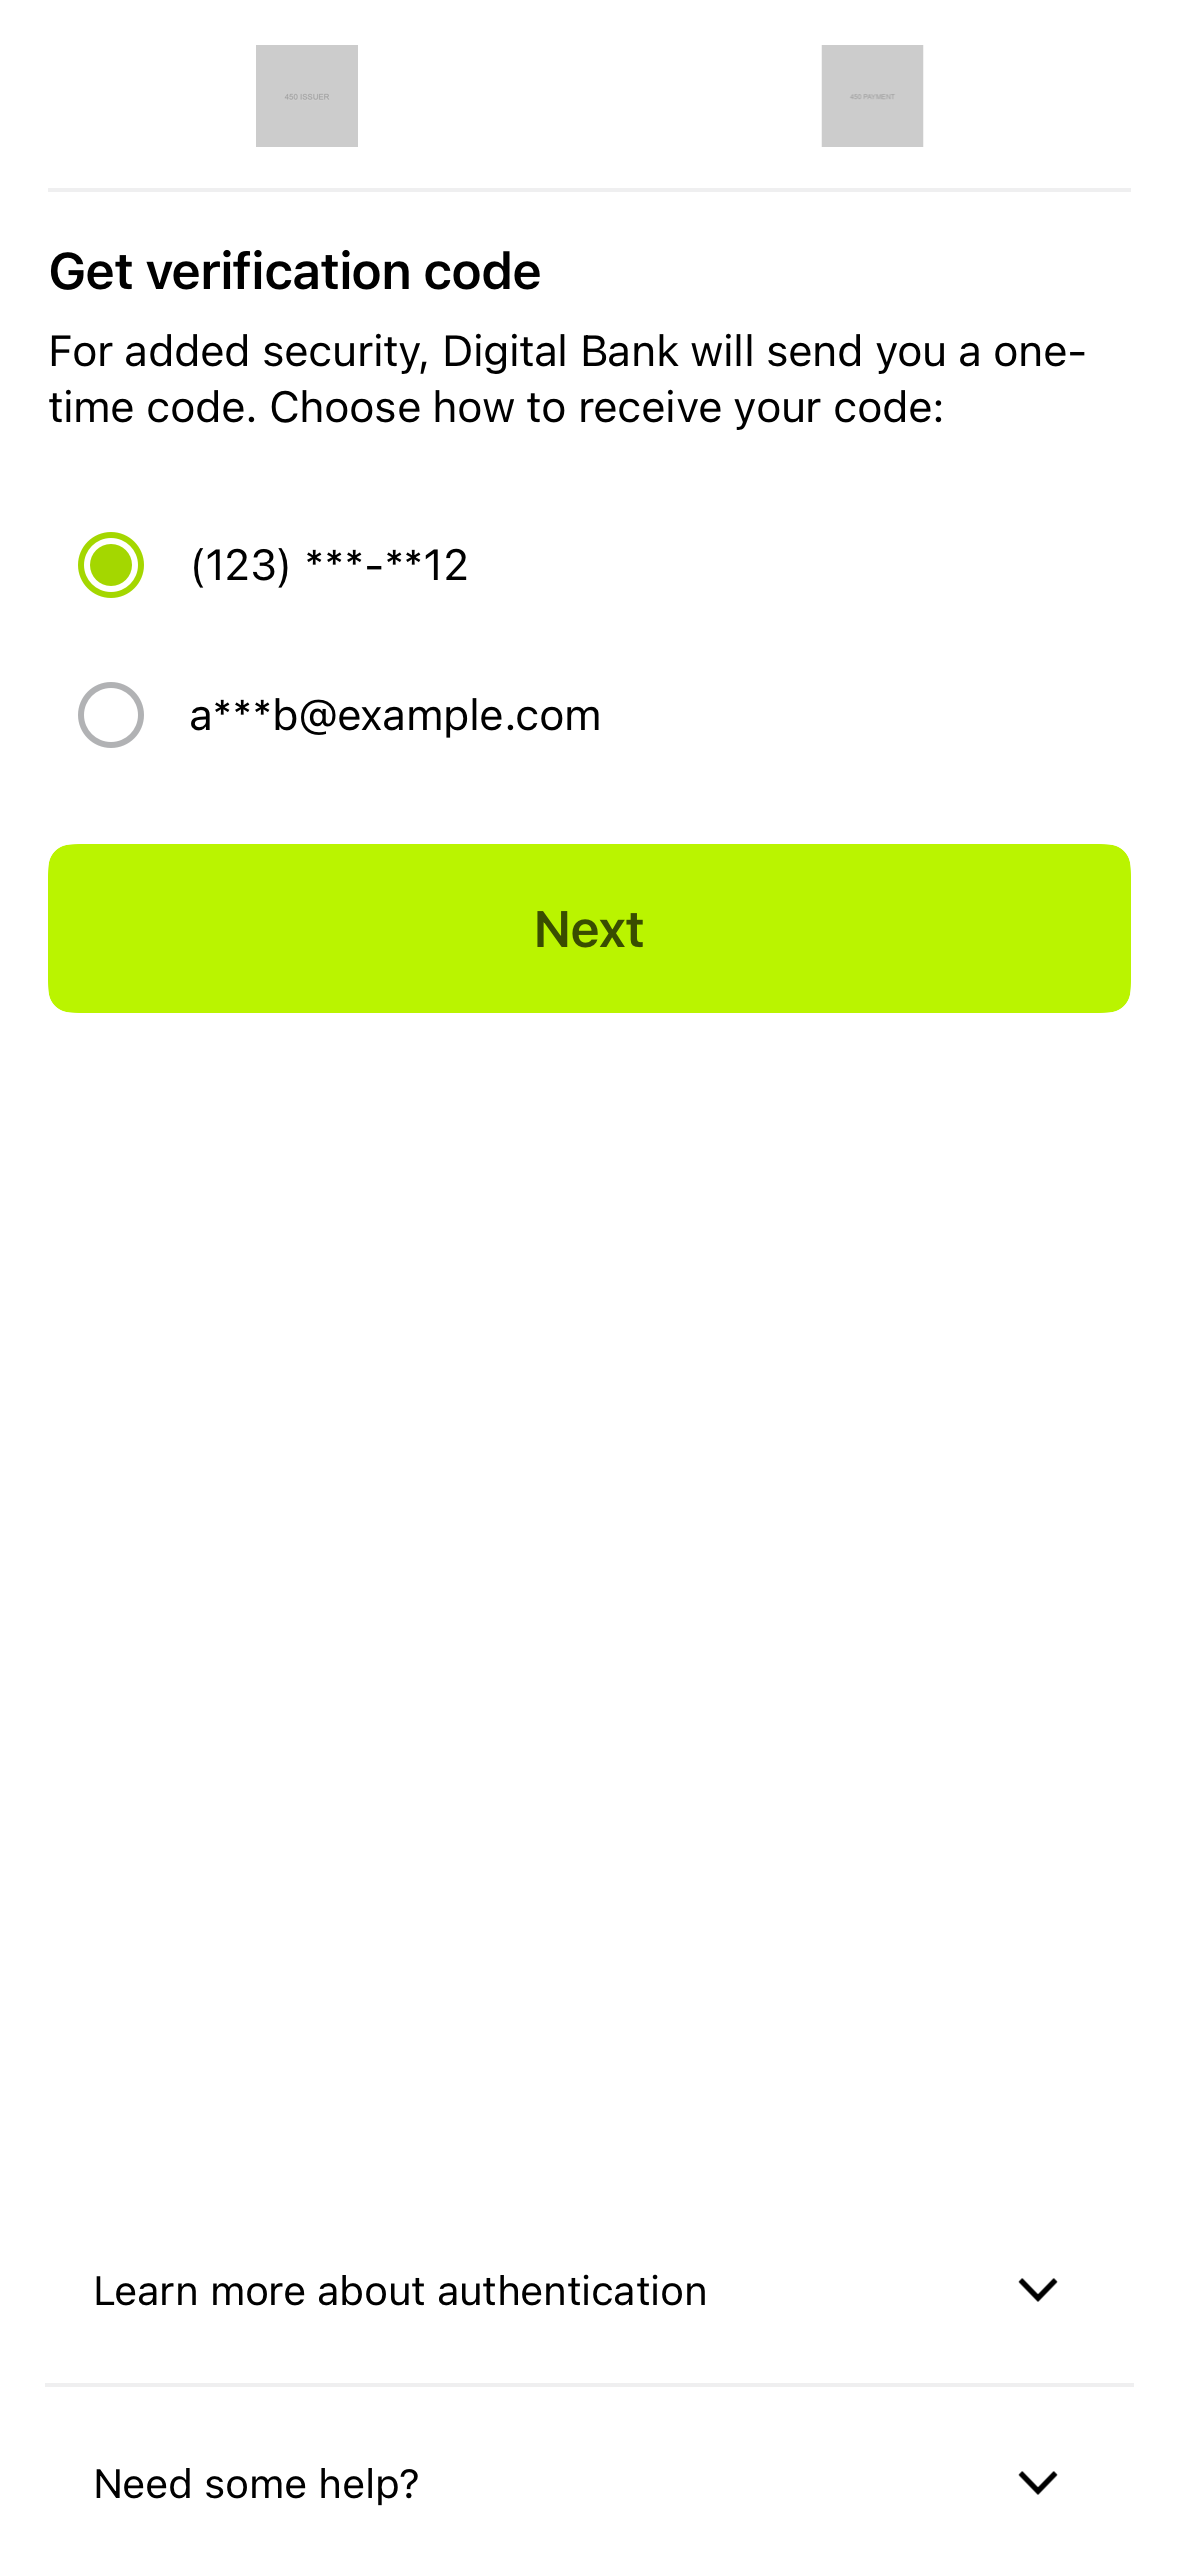 450 ISSUER
450 PAYMENT
Get verification code
For added security, Digital Bank will send you a one-
time code. Choose how to receive your code:
(123) ***-**12
a***b@example.com
Next
Learn more about authentication
Need some help?